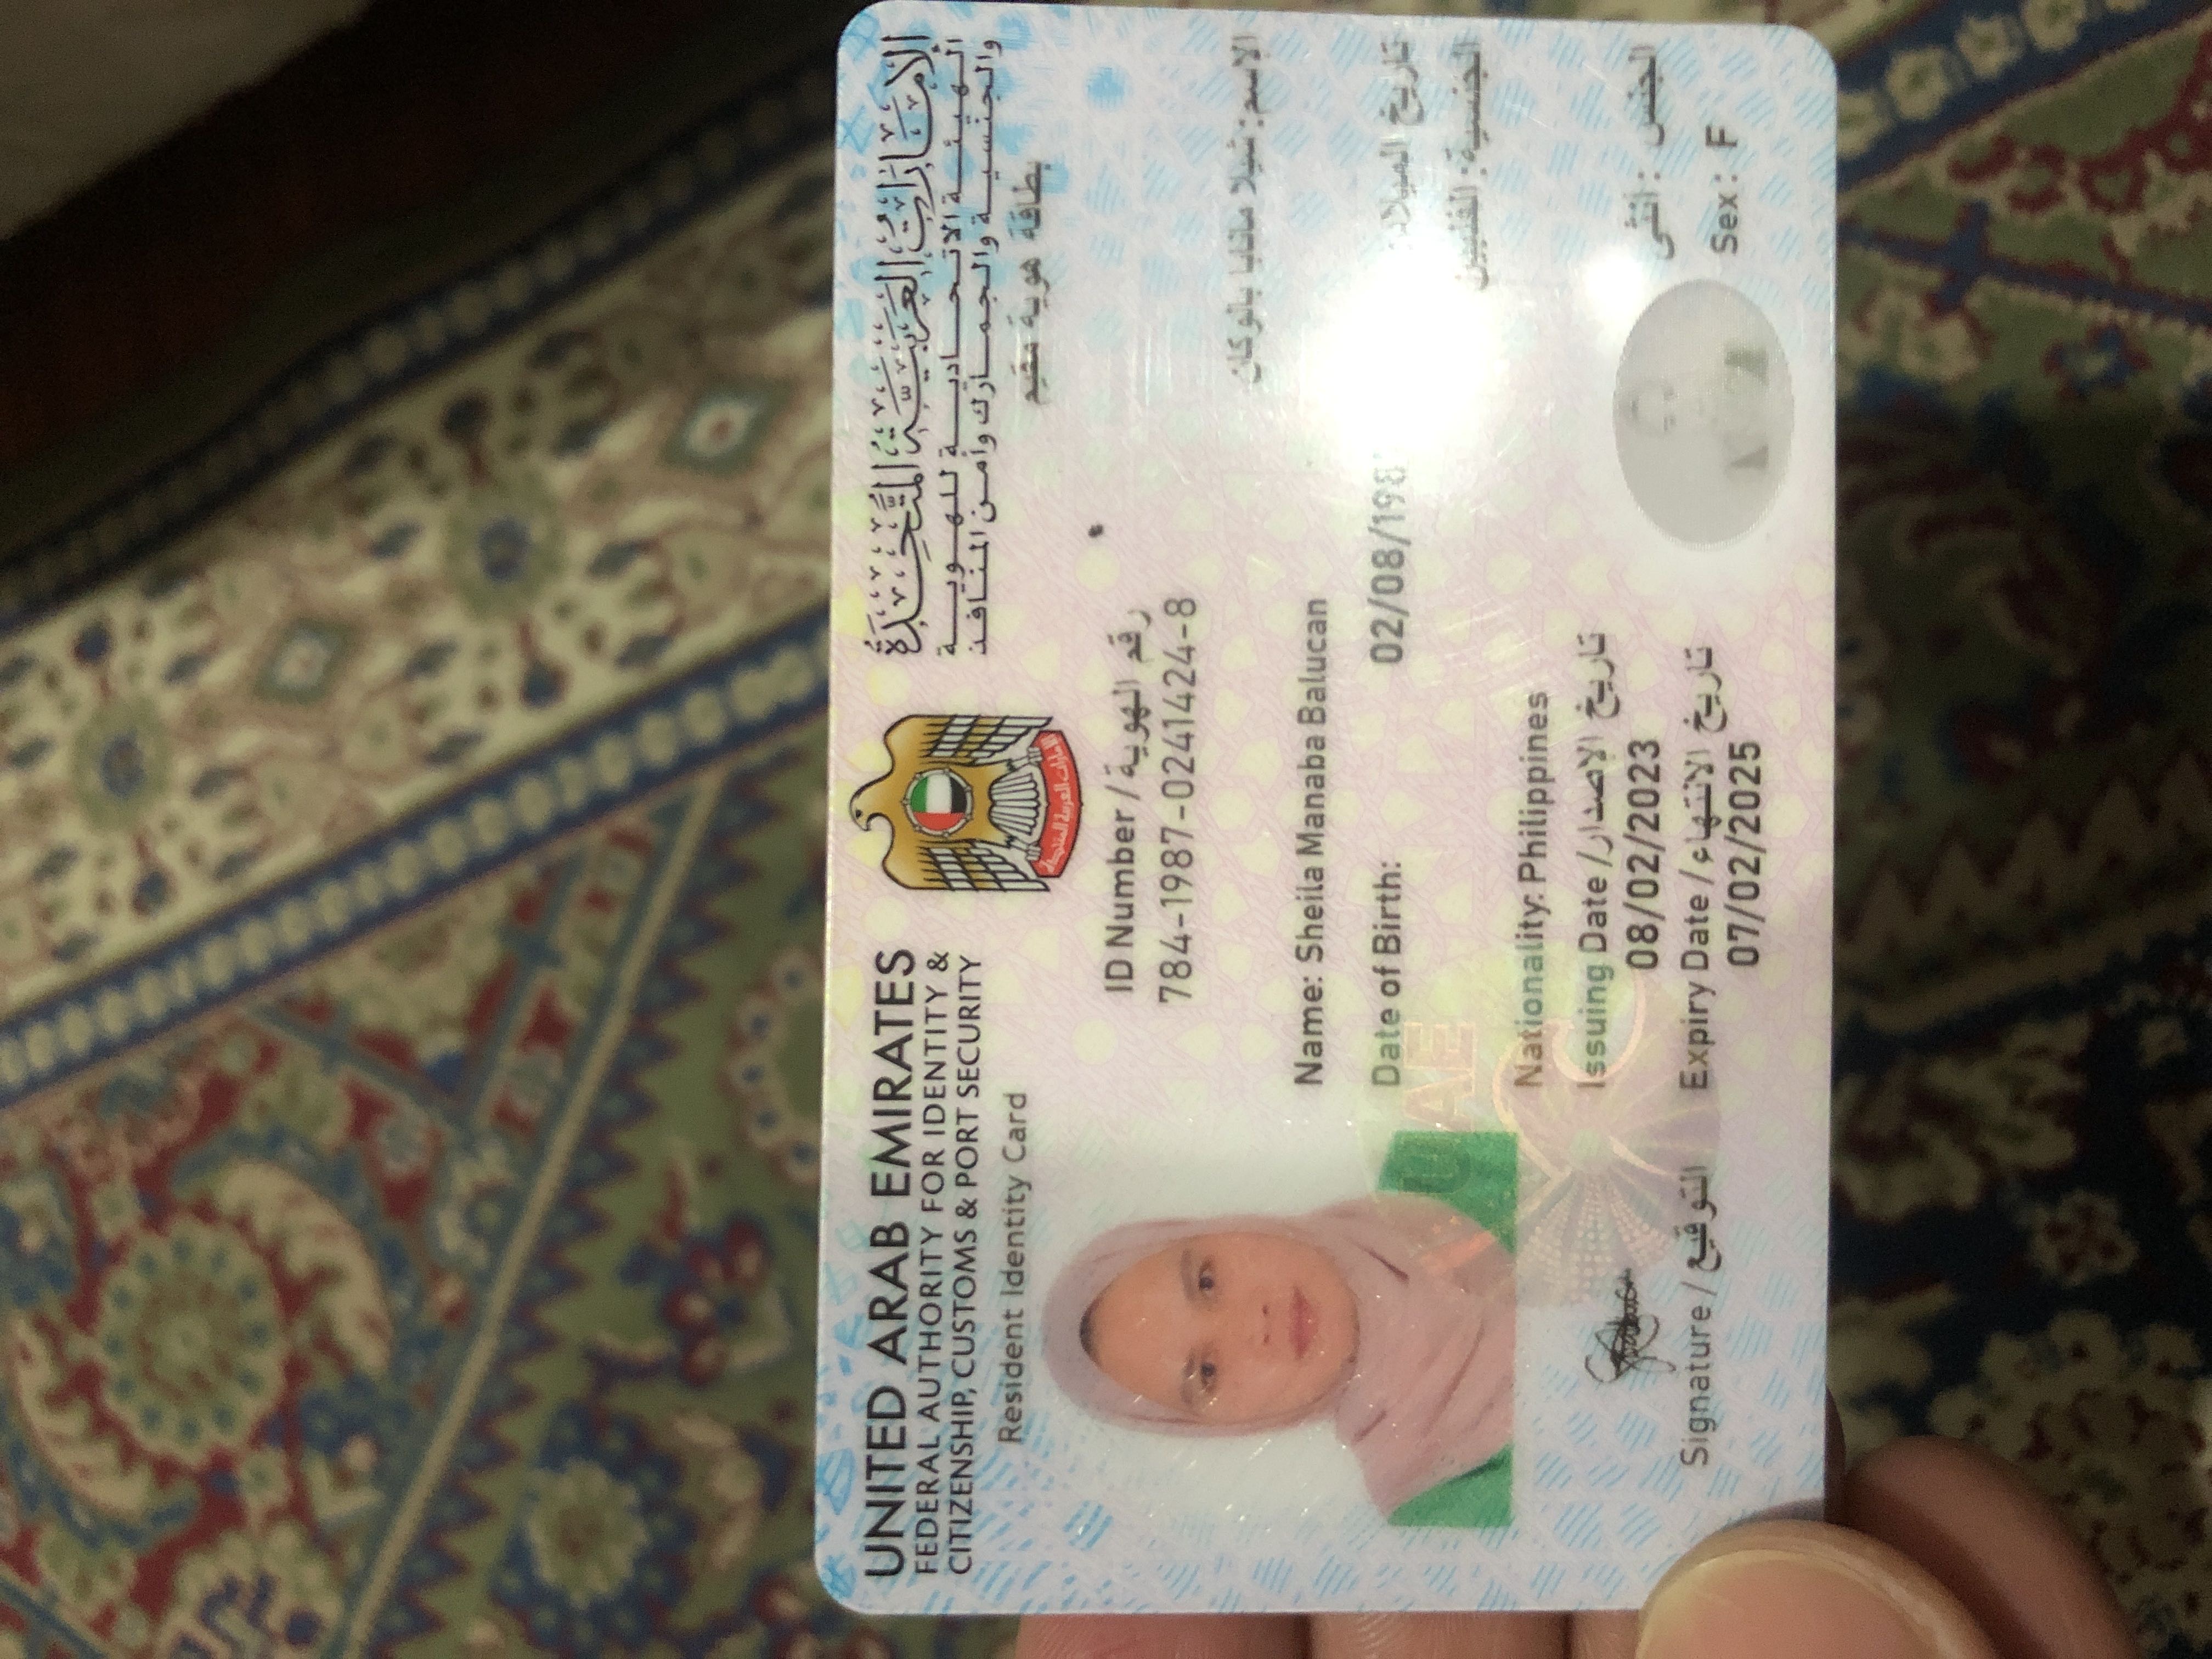 UNITED ARAB EMIRATES
FEDERAL AUTHORITY FOR IDENTITY &
CITIZENSHIP, CUSTOMS & PORT SECURITY
Resident Identity Card
الإمارات العربية المتحدة
الهيئة الاتحادية للهوية
والجنسية والجمارك وأمن المنافذ
بطاقة هوية مقيم
الإمارات العربية المتحدة
ID Number / رقم الهوية
784-1987-0241424-8
الاسم: شيلا مانابا بالوكان
Name: Sheila Manaba Balucan
Date of Birth: 02/08/198 تاريخ الميلاد:
الجنسية: الفلبين
UAE
Nationality: Philippines
Issuing Date / تاريخ الإصدار
08/02/2023
الجنس : أنثى
Signature / التوقيع
Expiry Date / تاريخ الانتهاء
07/02/2025
Sex: F